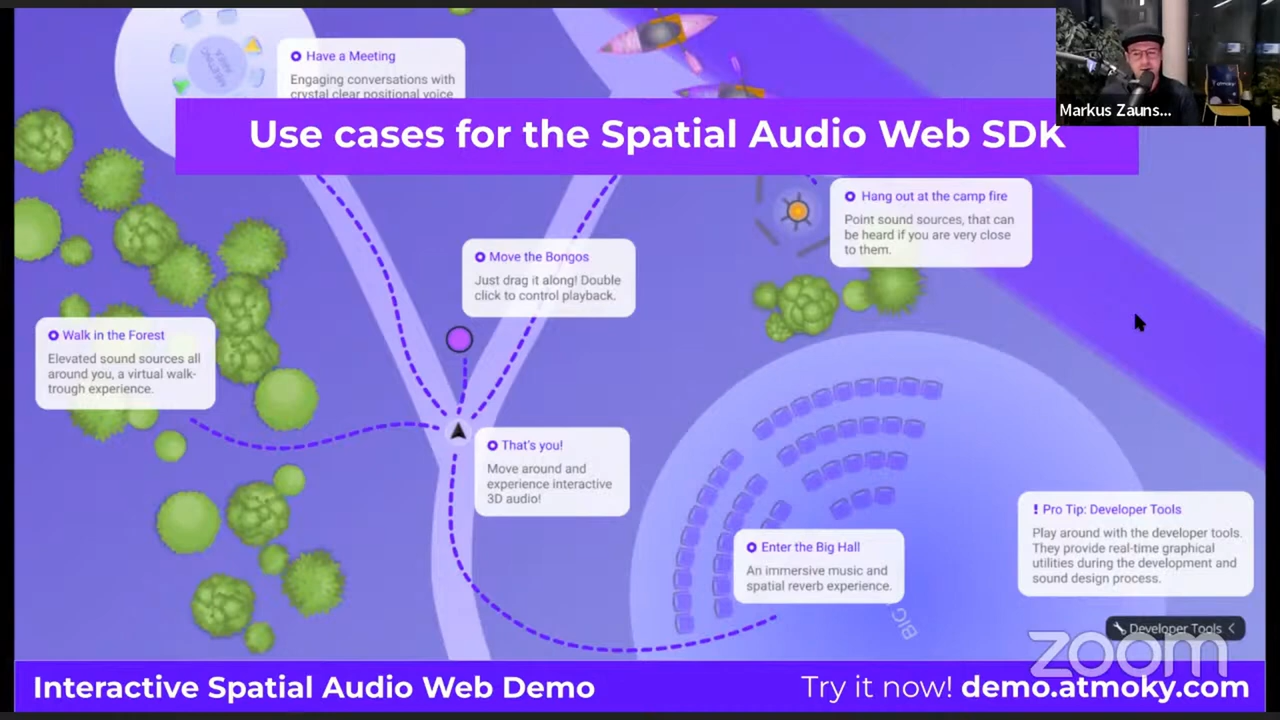 Have a Meeting
Engaging conversations with
crystal clear positional voice
MEETING
AREA
Markus Zauns...
Use cases for the Spatial Audio Web SDK
Hang out at the camp fire
Point sound sources, that can
be heard if you are very close
to them.
Move the Bongos
Just drag it along! Double
click to control playback.
Walk in the Forest
Elevated sound sources all
around you, a virtual walk-
trough experience.
That's you!
Move around and
experience interactive
3D audio!
! Pro Tip: Developer Tools
Play around with the developer tools.
They provide real-time graphical
utilities during the development and
sound design process.
Enter the Big Hall
An immersive music and
spatial reverb experience.
BIG
Developer Tools
zoom
Interactive Spatial Audio Web Demo
Try it now! demo.atmoky.com